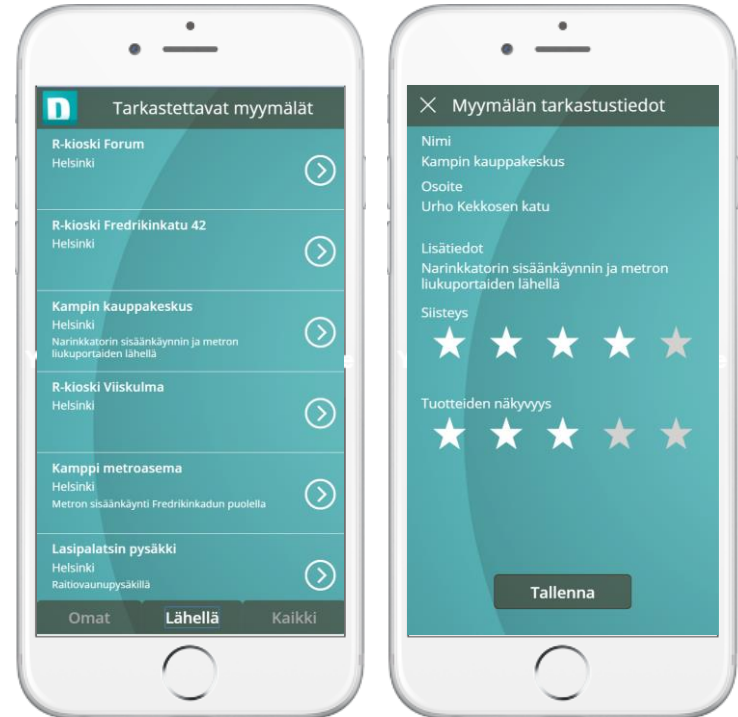 Tarkastettavat myymälät
R-kioski Forum
Helsinki
R-kioski Fredrikinkatu 42
Helsinki
Kampin kauppakeskus
Helsinki
Narinkkatorin sisäänkäynnin ja metron
liukuportaiden lähellä
R-kioski Viiskulma
Helsinki
Kamppi metroasema
Helsinki
Metron sisäänkäynti Fredrikinkadun puolella
Lasipalatsin pysäkki
Helsinki
Raitiovaunupysäkillä
Omat Lähellä Kaikki
Myymälän tarkastustiedot
Nimi
Kampin kauppakeskus
Osoite
Urho Kekkosen katu
Lisätiedot
Narinkkatorin sisäänkäynnin ja metron
liukuportaiden lähellä
Siisteys
Tuotteiden näkyvyys
Tallenna